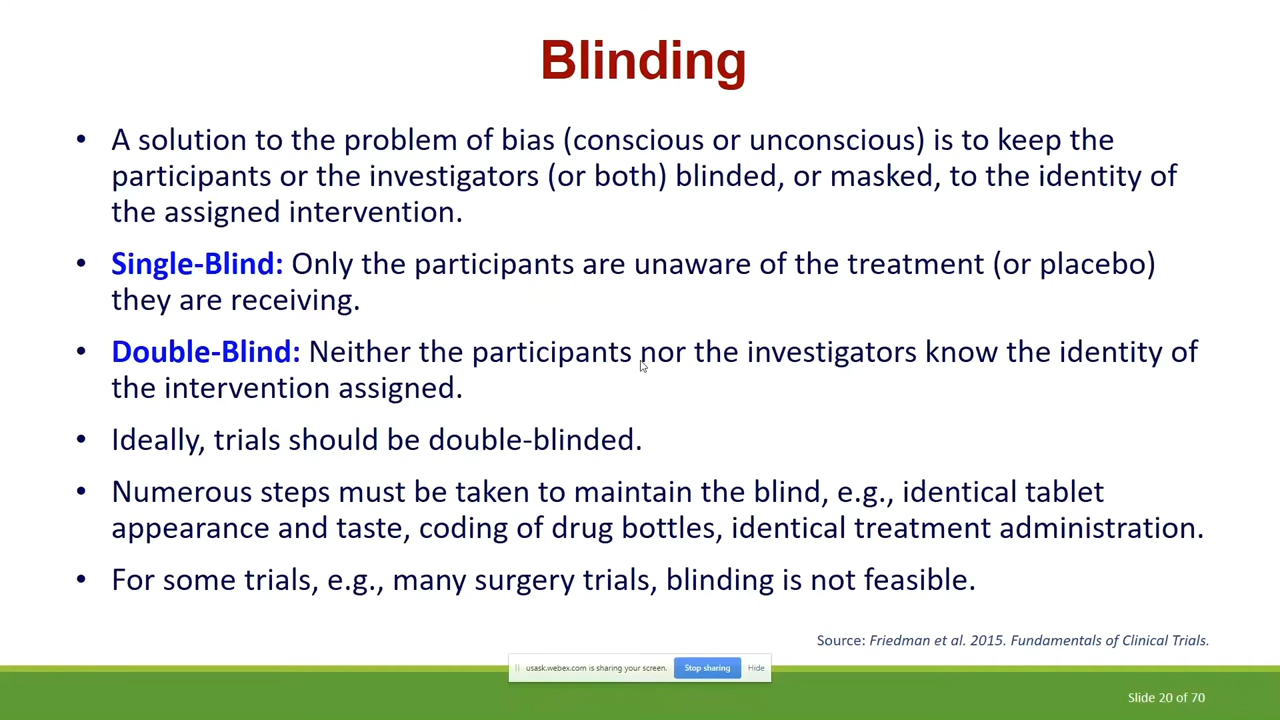 Blinding
• A solution to the problem of bias (conscious or unconscious) is to keep the
participants or the investigators (or both) blinded, or masked, to the identity of
the assigned intervention.
• Single-Blind: Only the participants are unaware of the treatment (or placebo)
they are receiving.
• Double-Blind: Neither the participants nor the investigators know the identity of
the intervention assigned.
• Ideally, trials should be double-blinded.
• Numerous steps must be taken to maintain the blind, e.g., identical tablet
appearance and taste, coding of drug bottles, identical treatment administration.
• For some trials, e.g., many surgery trials, blinding is not feasible.
Source: Friedman et al. 2015. Fundamentals of Clinical Trials.
usask.webex.com is sharing your screen. Stop sharing Hide
Slide 20 of 70